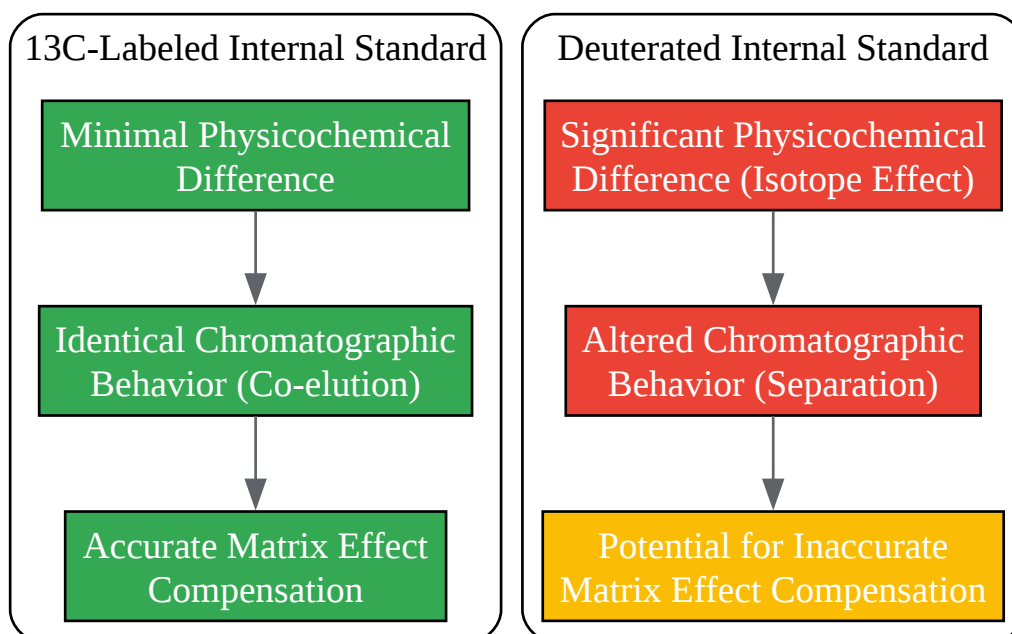 13C-Labeled Internal Standard
Minimal Physicochemical
Difference
Identical Chromatographic
Behavior (Co-elution)
Accurate Matrix Effect
Compensation
Deuterated Internal Standard
Significant Physicochemical
Difference (Isotope Effect)
Altered Chromatographic
Behavior (Separation)
Potential for Inaccurate
Matrix Effect Compensation